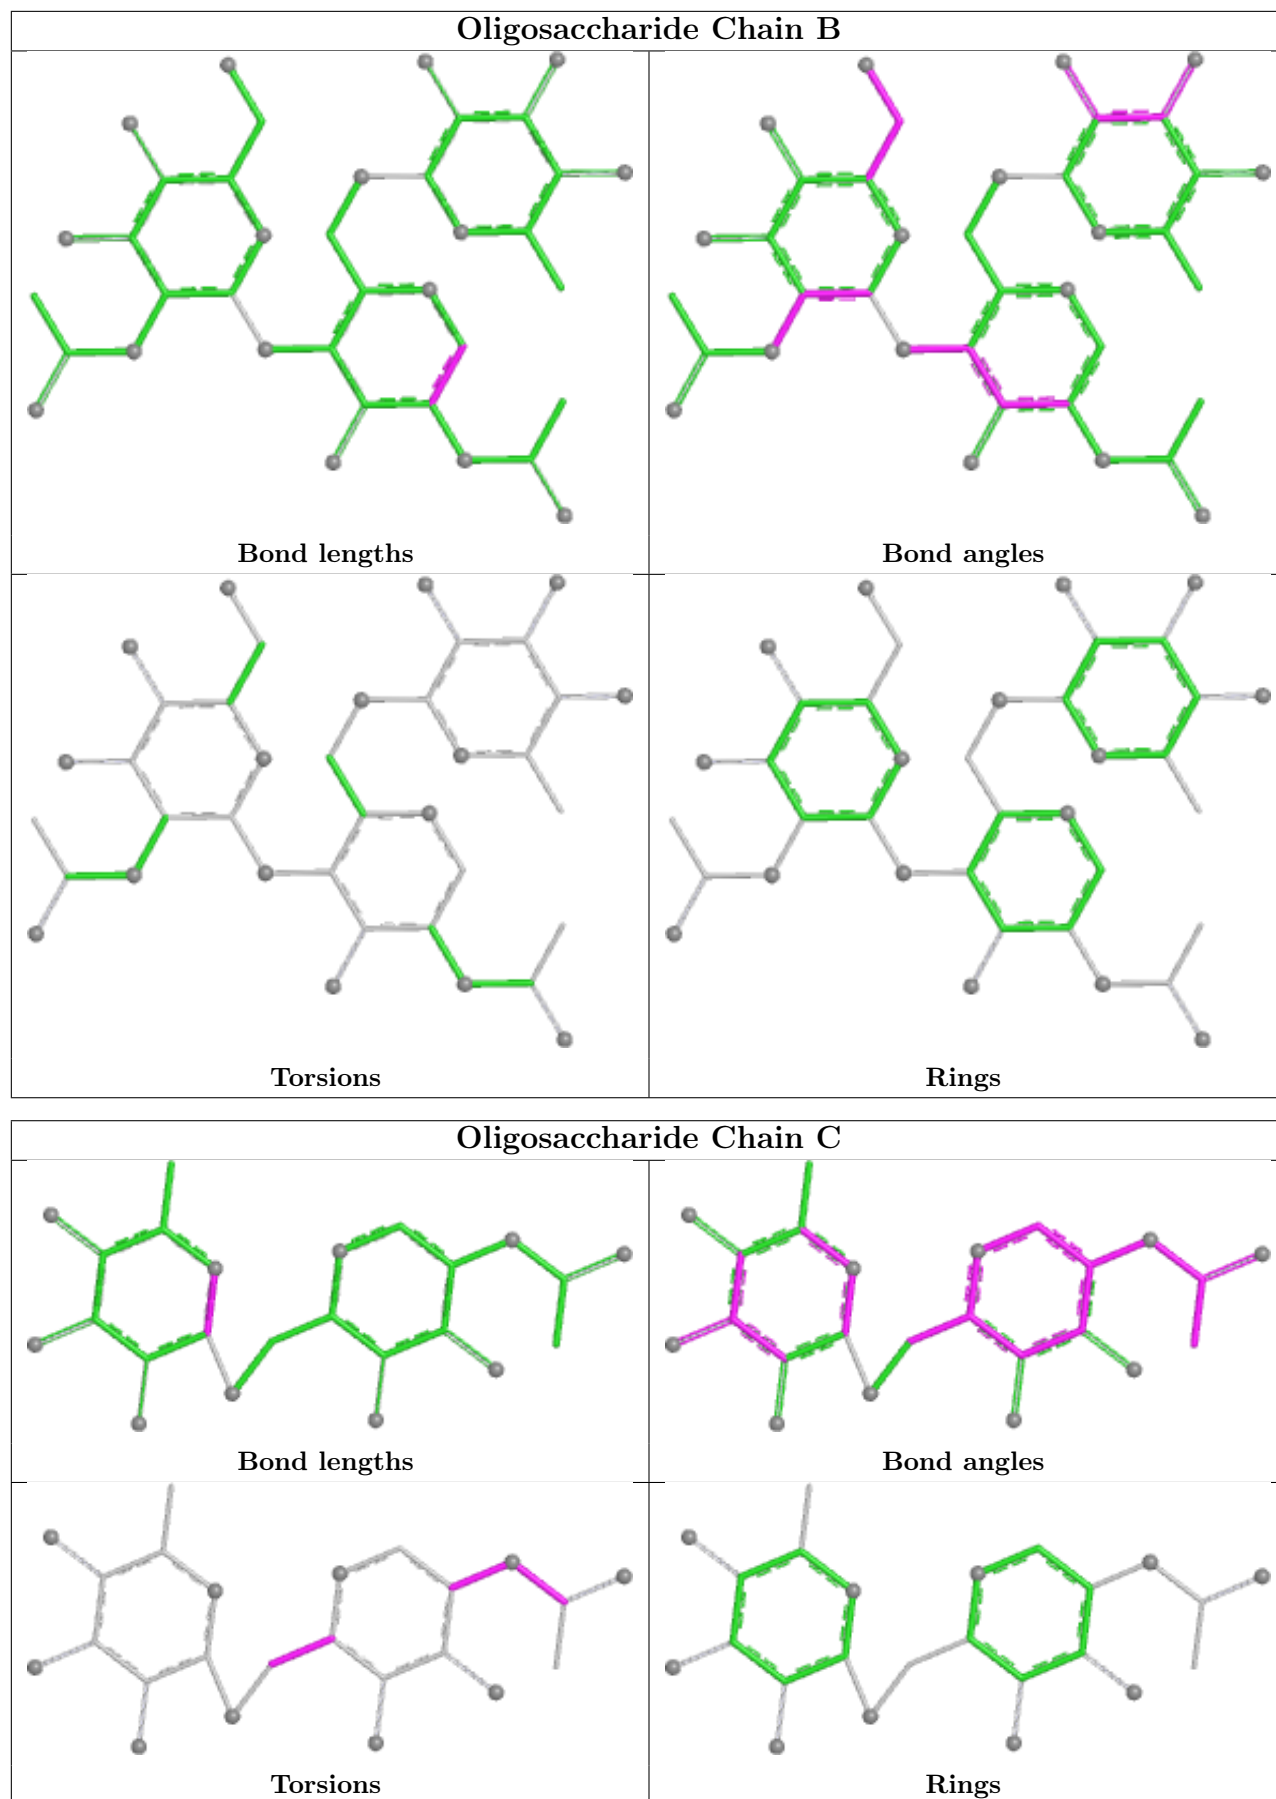 Oligosaccharide Chain B
Bond lengths
Bond angles
Torsions
Rings
Oligosaccharide Chain C
Bond lengths
Bond angles
Torsions
Rings